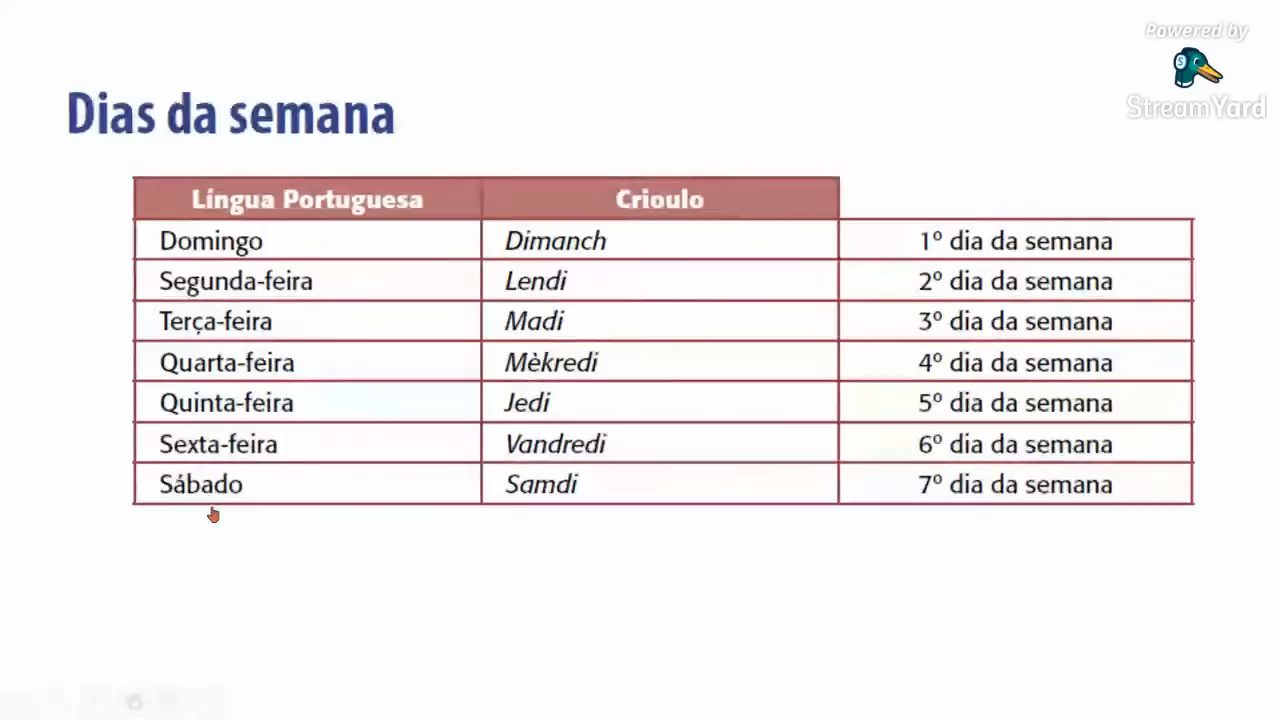 Powered by
StreamYard
Dias da semana
Língua Portuguesa Crioulo
Domingo Dimanch 1º dia da semana
Segunda-feira Lendi 2º dia da semana
Terça-feira Madi 3º dia da semana
Quarta-feira Mèkredi 4º dia da semana
Quinta-feira Jedi 5º dia da semana
Sexta-feira Vandredi 6º dia da semana
Sábado Samdi 7º dia da semana